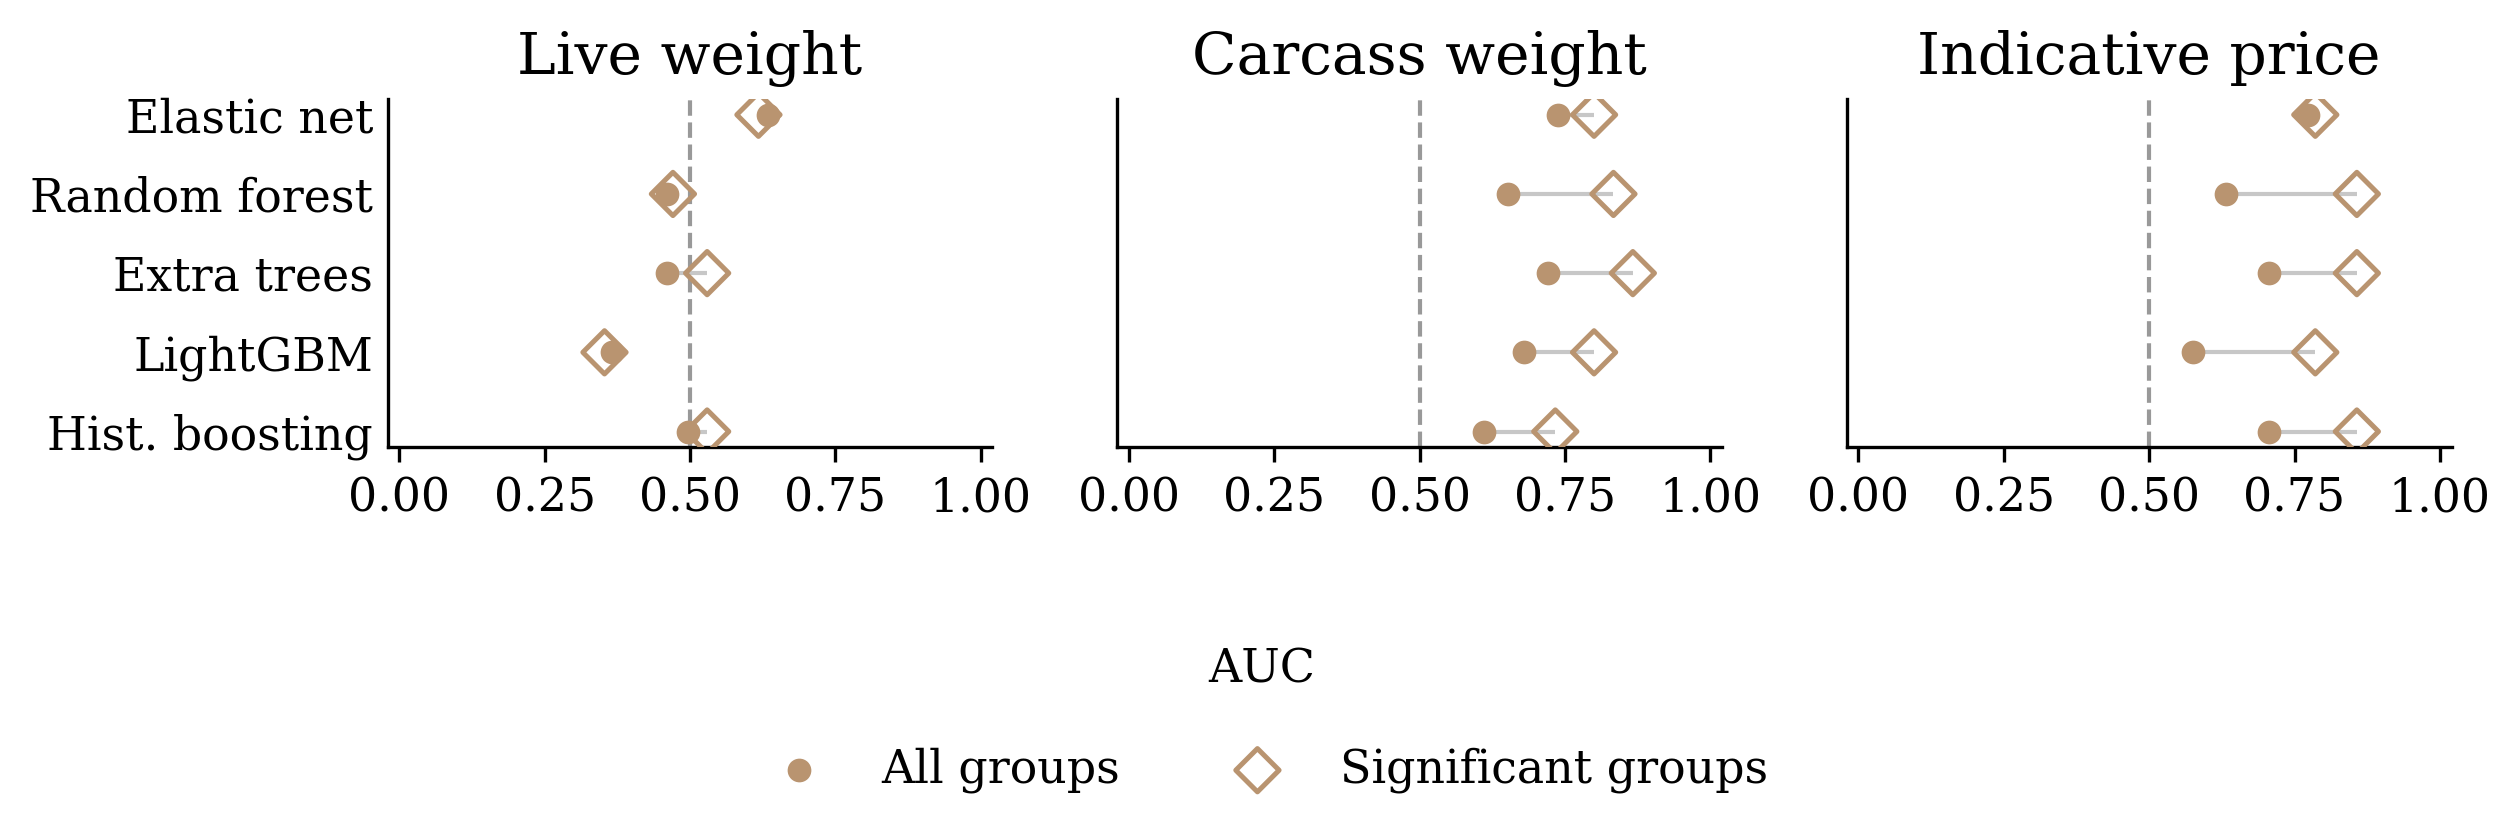 Live weight
Carcass weight
Indicative price
Elastic net
Random forest
Extra trees
LightGBM
Hist. boosting
0.00 0.25 0.50 0.75 1.00
0.00 0.25 0.50 0.75 1.00
0.00 0.25 0.50 0.75 1.00
AUC
All groups
Significant groups